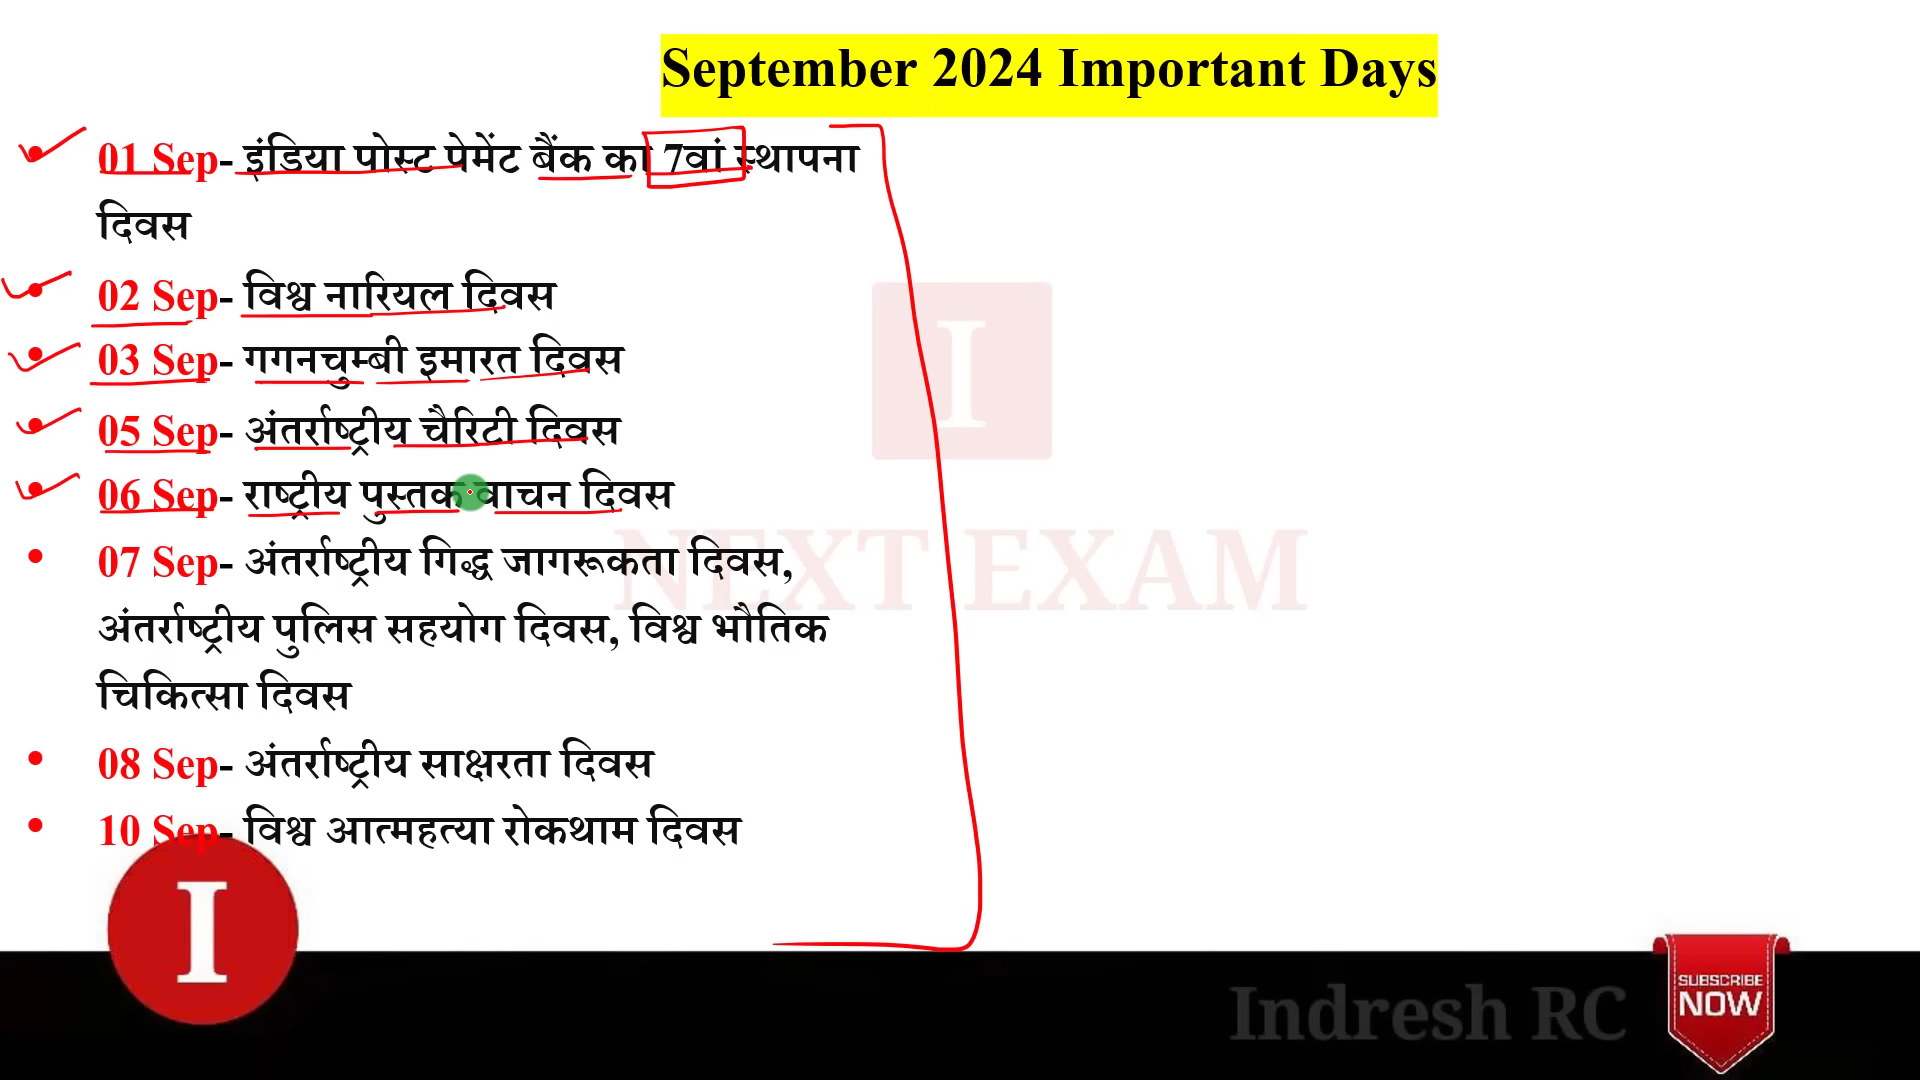 September 2024 Important Days
01 Sep- इंडिया पोस्ट पेमेंट बैंक का 7वां स्थापना
दिवस
02 Sep- विश्व नारियल दिवस
03 Sep- गगनचुम्बी इमारत दिवस
05 Sep- अंतर्राष्ट्रीय चैरिटी दिवस
06 Sep- राष्ट्रीय पुस्तक वाचन दिवस
07 Sep- अंतर्राष्ट्रीय गिद्ध जागरूकता दिवस,
अंतर्राष्ट्रीय पुलिस सहयोग दिवस, विश्व भौतिक
चिकित्सा दिवस
08 Sep- अंतर्राष्ट्रीय साक्षरता दिवस
10 Sep- विश्व आत्महत्या रोकथाम दिवस
I
NEXT EXAM
I
Indresh RC
SUBSCRIBE
NOW